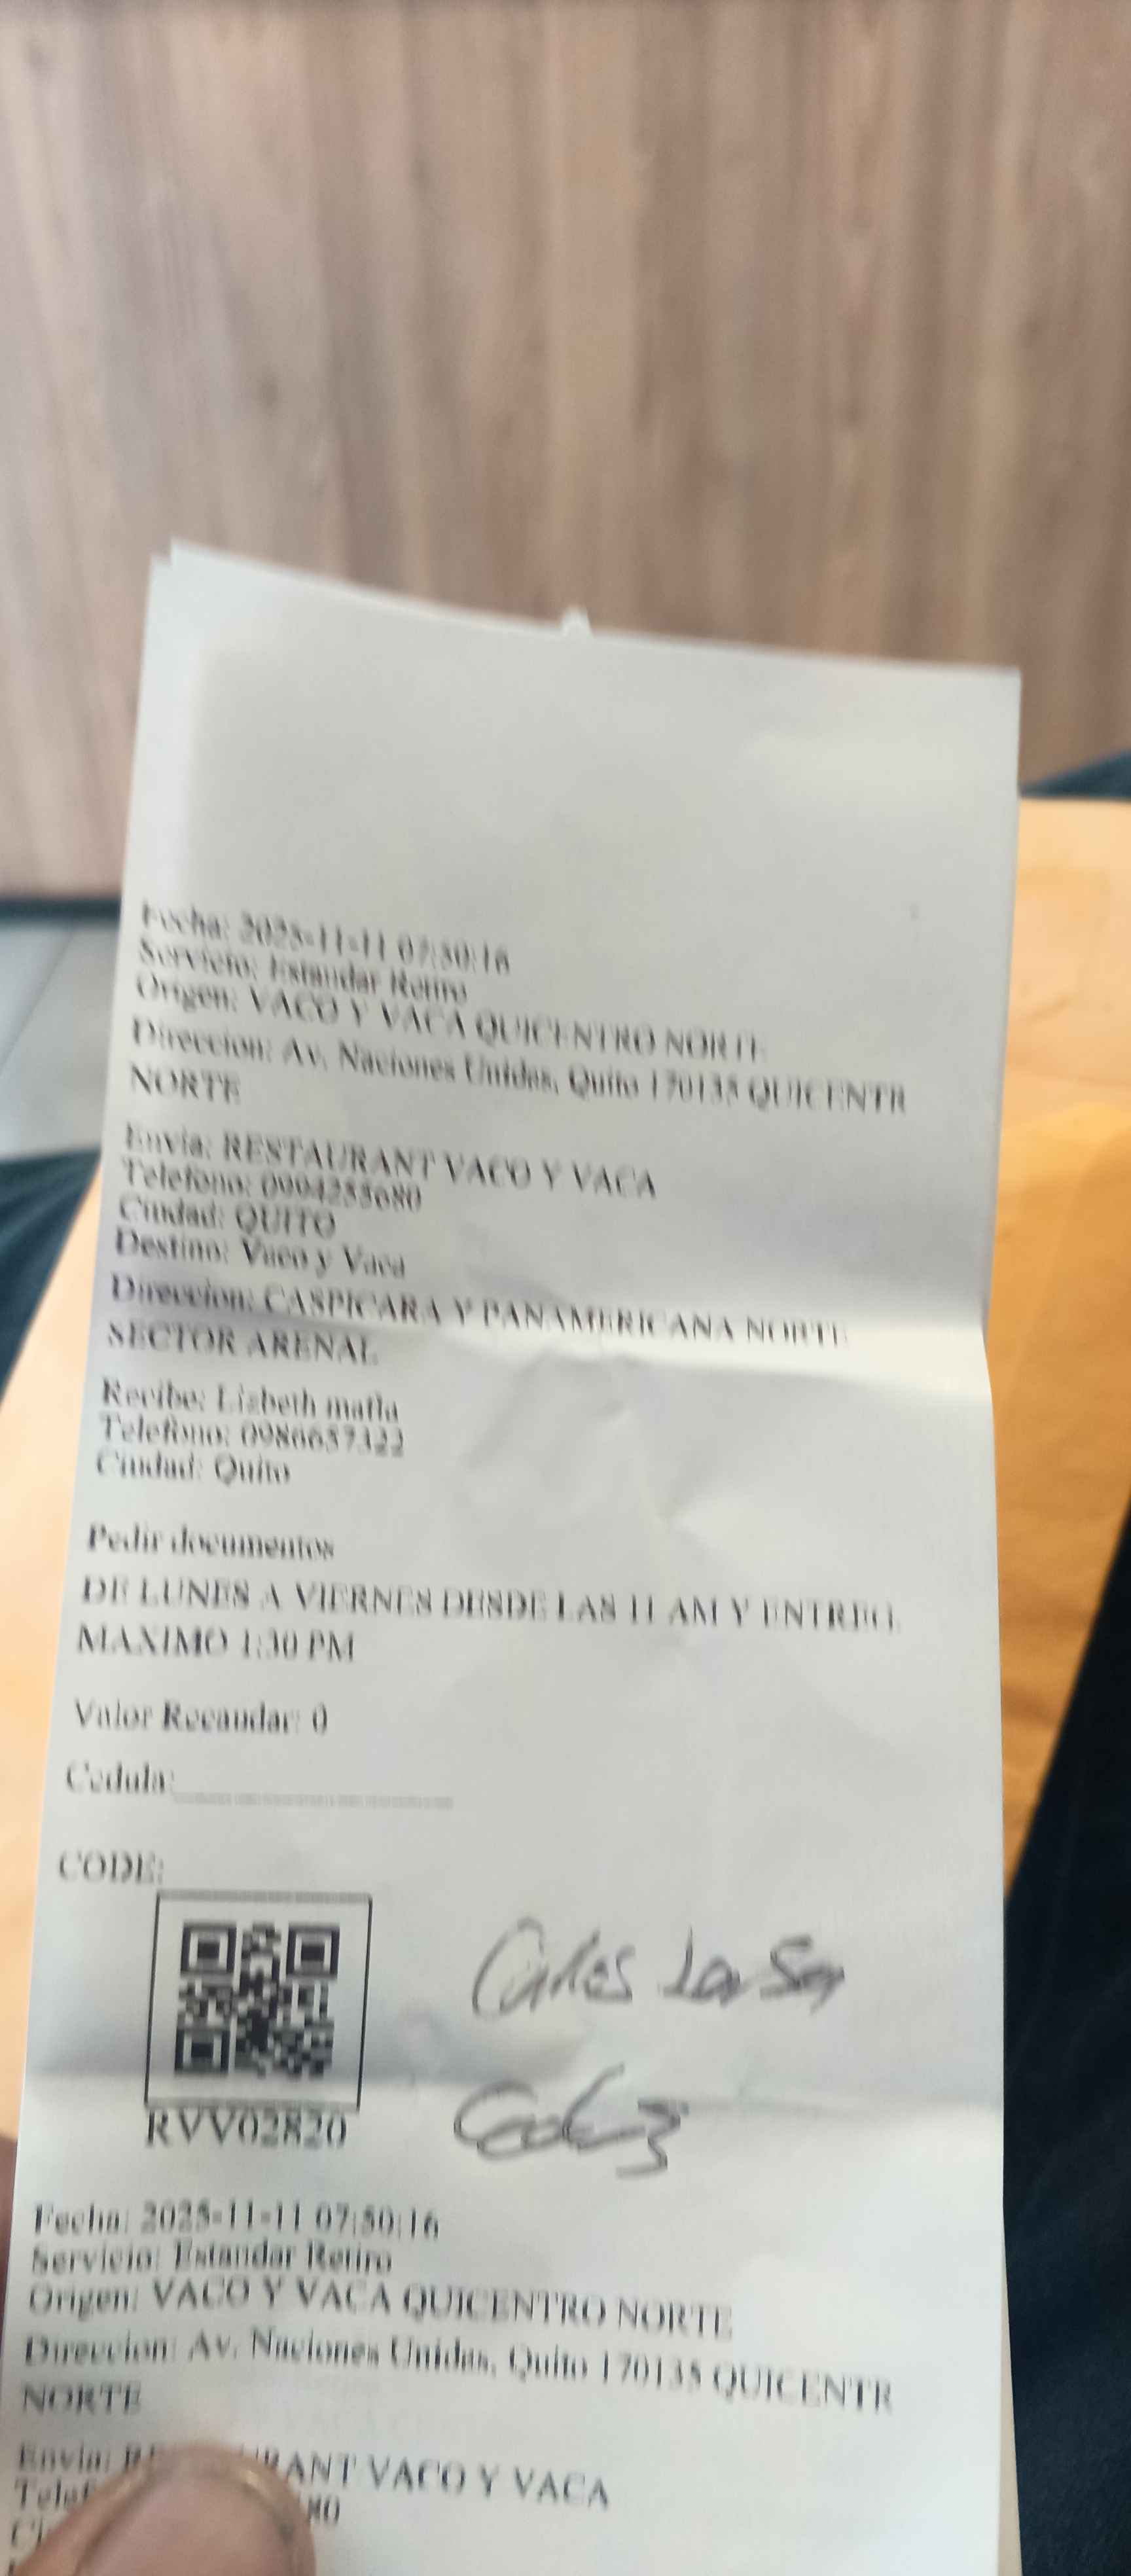 Fecha: 2025-11-11 07:50:16
Servicio: Estandar Retiro
Origen: VACO Y VACA QUICENTRO NORTE
Direccion: Av. Naciones Unidas, Quito 170135 QUICENTR
NORTE
Envia: RESTAURANT VACO Y VACA
Telefono: 0994255680
Ciudad: QUITO
Destino: Vaco y Vaca
Direccion: CASPICARA Y PANAMERICANA NORTE
SECTOR ARENAL
Recibe: Lizbeth matla
Telefono: 0986657322
Ciudad: Quito
Pedir documentos
DE LUNES A VIERNES DESDE LAS 11 AM Y ENTREG
MAXIMO 1:30 PM
Valor Recaudar: 0
Cedula:
CODE:
RVV02820
Fecha: 2025-11-11 07:50:16
Servicio: Estandar Retiro
Origen: VACO Y VACA QUICENTRO NORTE
Direccion: Av. Naciones Unidas, Quito 170135 QUICENTR
NORTE
Envia: VACO Y VACA